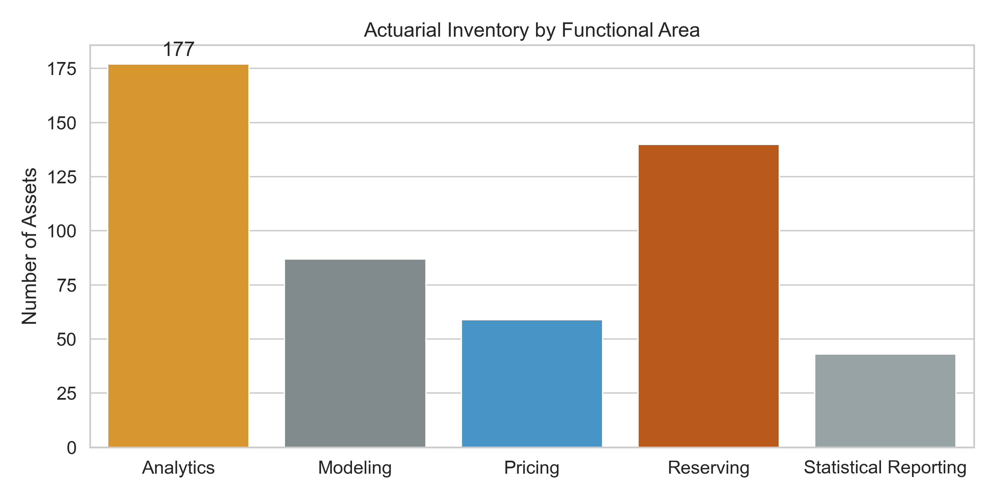 Actuarial Inventory by Functional Area
177
175
150
125
100
75
50
25
0
Number of Assets
Analytics
Modeling
Pricing
Reserving
Statistical Reporting